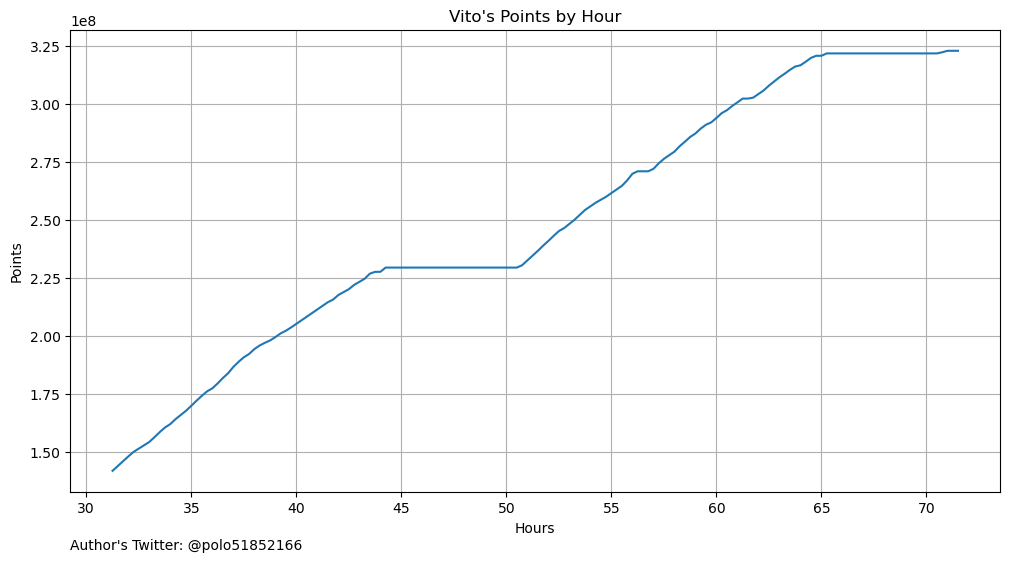 Vito's Points by Hour
1e8
3.25
3.00
2.75
2.50
2.25
2.00
1.75
1.50
Points
30 35 40 45 50 55 60 65 70
Hours
Author's Twitter: @polo51852166